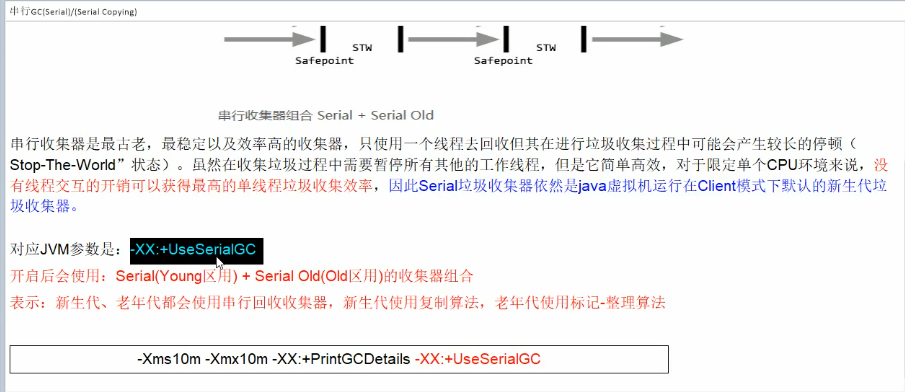 串行GC(Serial)/(Serial Copying)
STW STW
Safepoint Safepoint
串行收集器组合 Serial + Serial Old
串行收集器是最古老，最稳定以及效率高的收集器，只使用一个线程去回收但其在进行垃圾收集过程中可能会产生较长的停顿（
Stop-The-World”状态）。虽然在收集垃圾过程中需要暂停所有其他的工作线程，但是它简单高效，对于限定单个CPU环境来说，没
有线程交互的开销可以获得最高的单线程垃圾收集效率，因此Serial垃圾收集器依然是java虚拟机运行在Client模式下默认的新生代垃
圾收集器。
对应JVM参数是：-XX:+UseSerialGC
开启后会使用：Serial(Young区用) + Serial Old(Old区用)的收集器组合
表示：新生代、老年代都会使用串行回收收集器，新生代使用复制算法，老年代使用标记-整理算法
-Xms10m -Xmx10m -XX:+PrintGCDetails -XX:+UseSerialGC